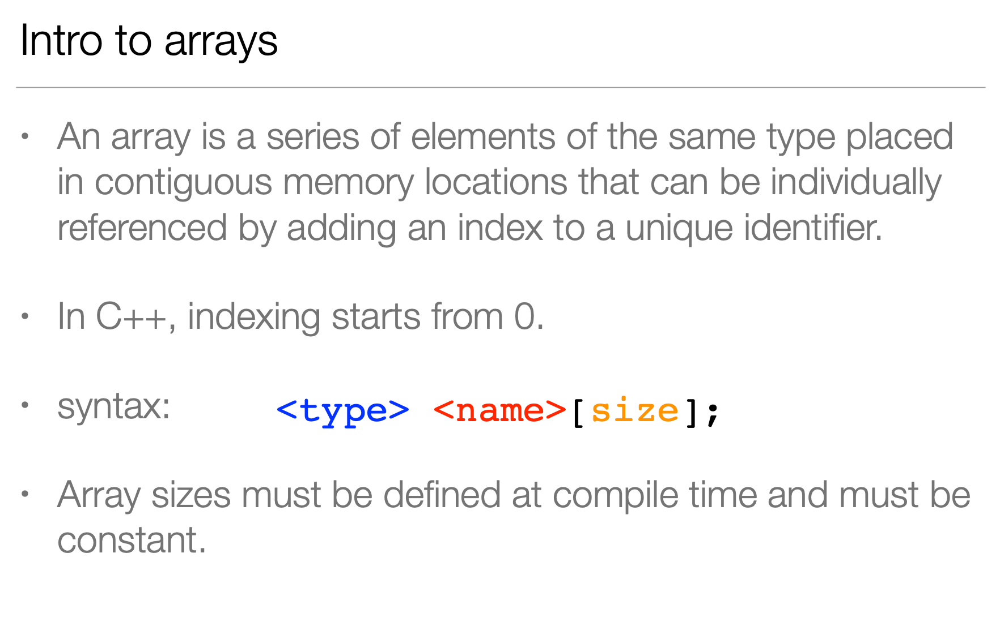 Intro to arrays
• An array is a series of elements of the same type placed
in contiguous memory locations that can be individually
referenced by adding an index to a unique identifier.
• In C++, indexing starts from 0.
• syntax: <type> <name>[size];
• Array sizes must be defined at compile time and must be
constant.